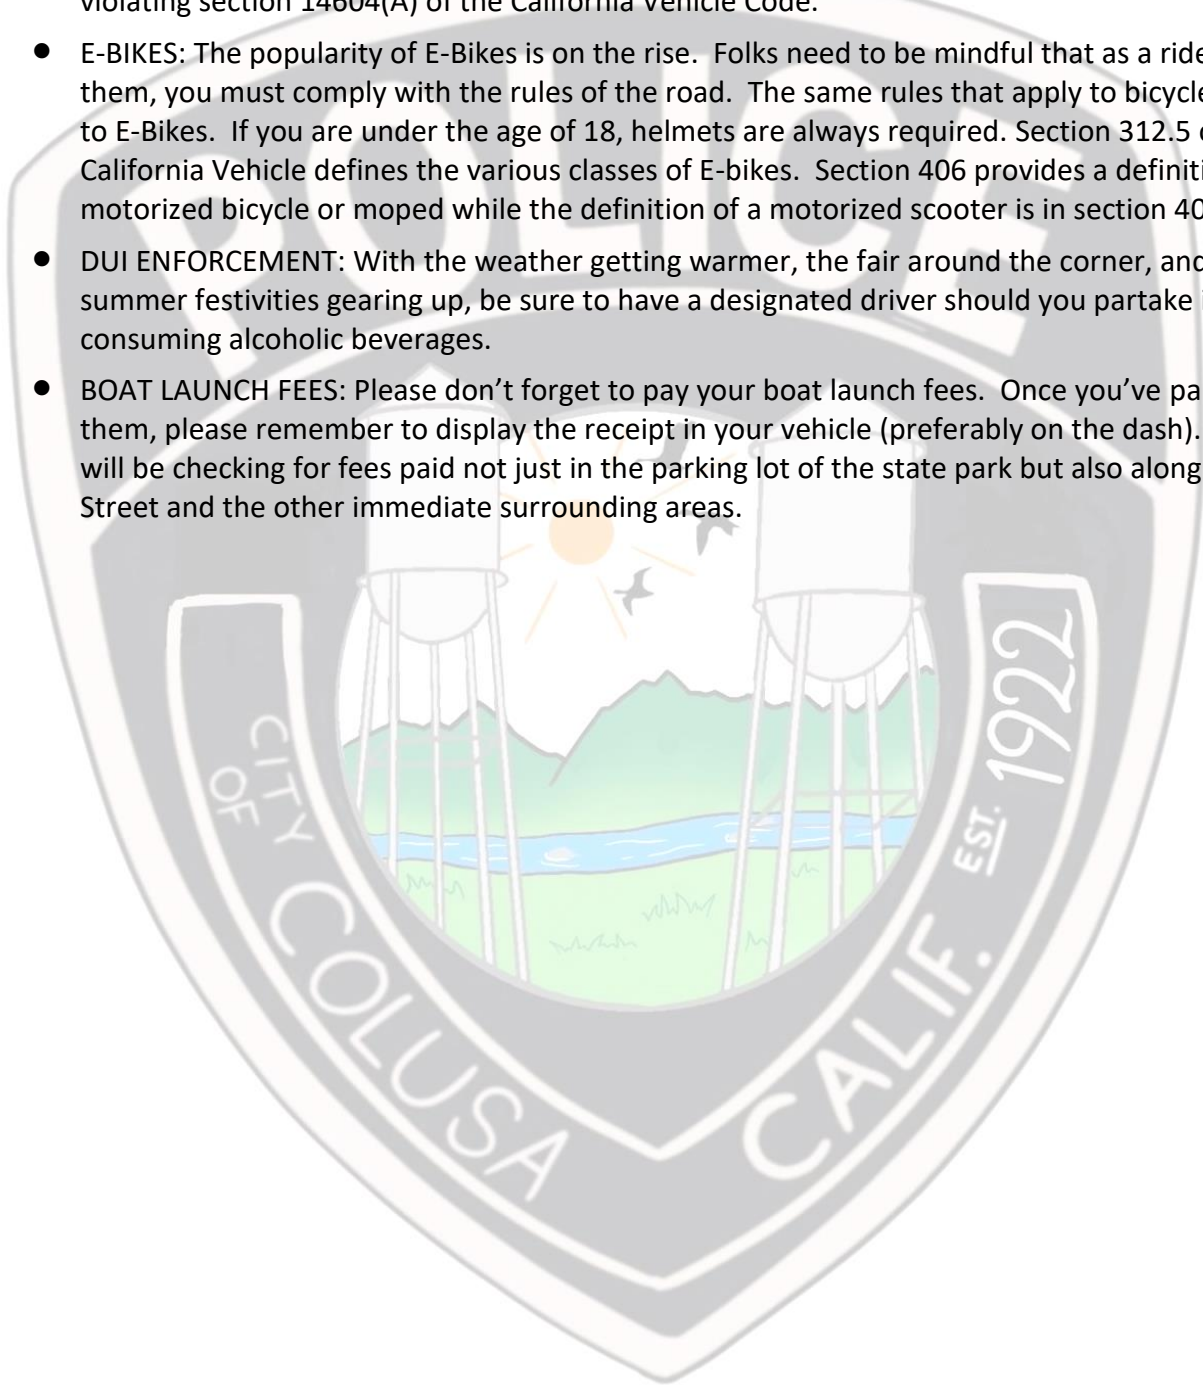 violating section 14604(A) of the California Vehicle Code.
● E-BIKES: The popularity of E-Bikes is on the rise. Folks need to be mindful that as a ride
them, you must comply with the rules of the road. The same rules that apply to bicycle
to E-Bikes. If you are under the age of 18, helmets are always required. Section 312.5
California Vehicle defines the various classes of E-bikes. Section 406 provides a definiti
motorized bicycle or moped while the definition of a motorized scooter is in section 40
● DUI ENFORCEMENT: With the weather getting warmer, the fair around the corner, and
summer festivities gearing up, be sure to have a designated driver should you partake
consuming alcoholic beverages.
● BOAT LAUNCH FEES: Please don’t forget to pay your boat launch fees. Once you’ve pa
them, please remember to display the receipt in your vehicle (preferably on the dash).
will be checking for fees paid not just in the parking lot of the state park but also along
Street and the other immediate surrounding areas.
POLICE
CITY OF COLUSA
CALIF.
EST. 1922